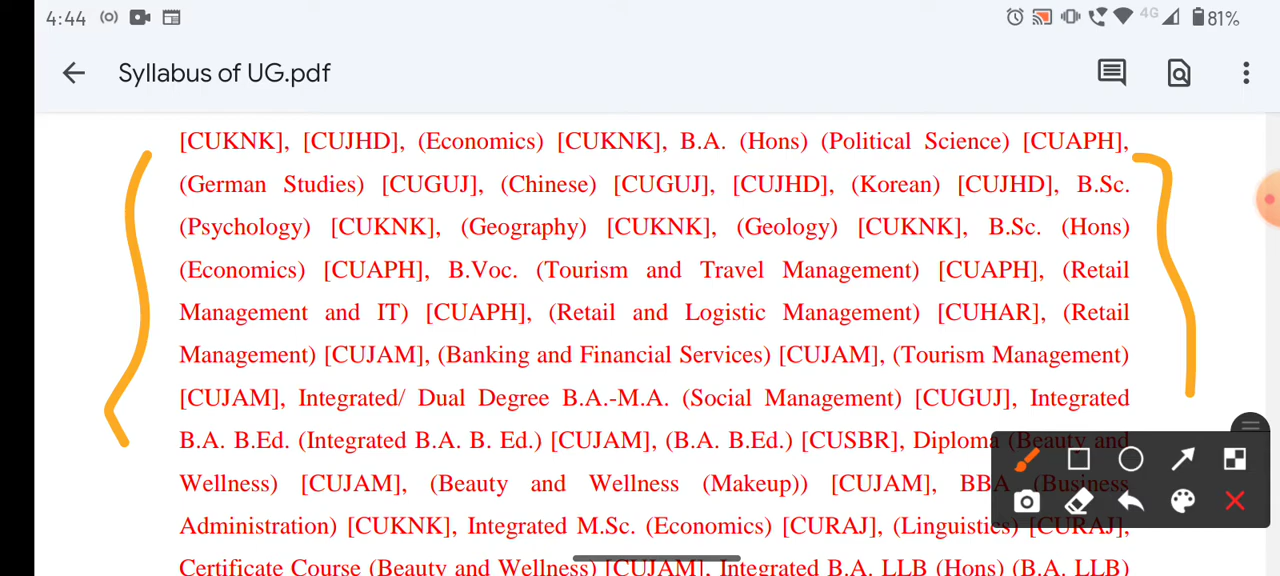 4:44 4G 81%
Syllabus of UG.pdf
[CUKNK], [CUJHD], (Economics) [CUKNK], B.A. (Hons) (Political Science) [CUAPH],
(German Studies) [CUGUJ], (Chinese) [CUGUJ], [CUJHD], (Korean) [CUJHD], B.Sc.
(Psychology) [CUKNK], (Geography) [CUKNK], (Geology) [CUKNK], B.Sc. (Hons)
(Economics) [CUAPH], B.Voc. (Tourism and Travel Management) [CUAPH], (Retail
Management and IT) [CUAPH], (Retail and Logistic Management) [CUHAR], (Retail
Management) [CUJAM], (Banking and Financial Services) [CUJAM], (Tourism Management)
[CUJAM], Integrated/ Dual Degree B.A.-M.A. (Social Management) [CUGUJ], Integrated
B.A. B.Ed. (Integrated B.A. B. Ed.) [CUJAM], (B.A. B.Ed.) [CUSBR], Diploma (Beauty and
Wellness) [CUJAM], (Beauty and Wellness (Makeup)) [CUJAM], BBA (Business
Administration) [CUKNK], Integrated M.Sc. (Economics) [CURAJ], (Linguistics) [CURAJ],
Certificate Course (Beauty and Wellness) [CUJAM], Integrated B.A. LLB (Hons) (B.A. LLB)